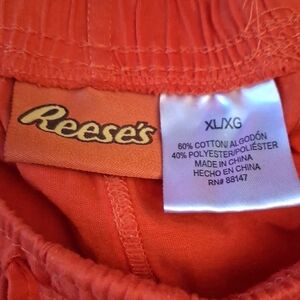 Reese's
XL/XG
60% COTTON/ALGODÓN
40% POLYESTER/POLIÉSTER
MADE IN CHINA
HECHO EN CHINA
RN# 88147